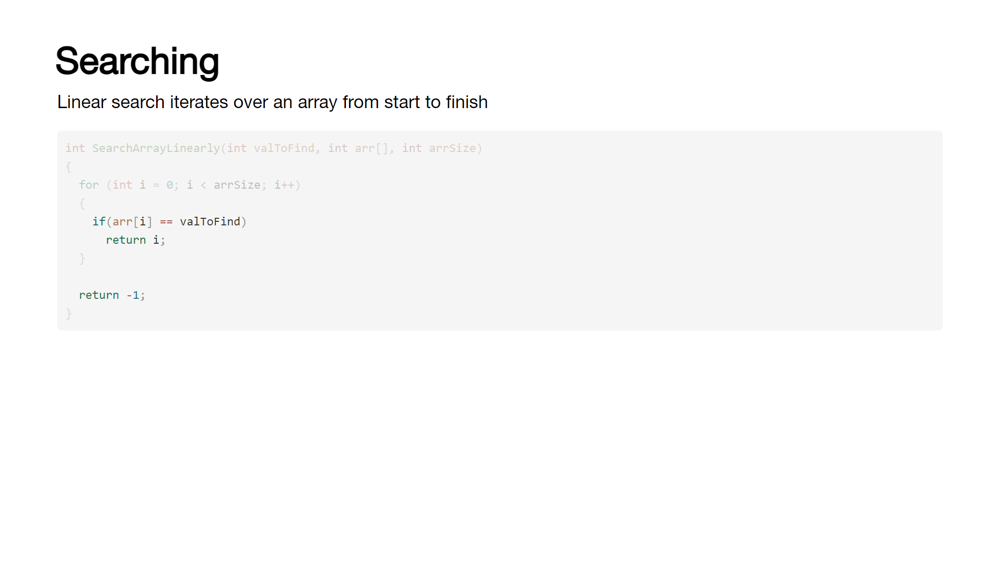 Searching
Linear search iterates over an array from start to finish
int SearchArrayLinearly(int valToFind, int arr[], int arrSize)
{
  for (int i = 0; i < arrSize; i++)
  {
    if(arr[i] == valToFind)
      return i;
  }

  return -1;
}